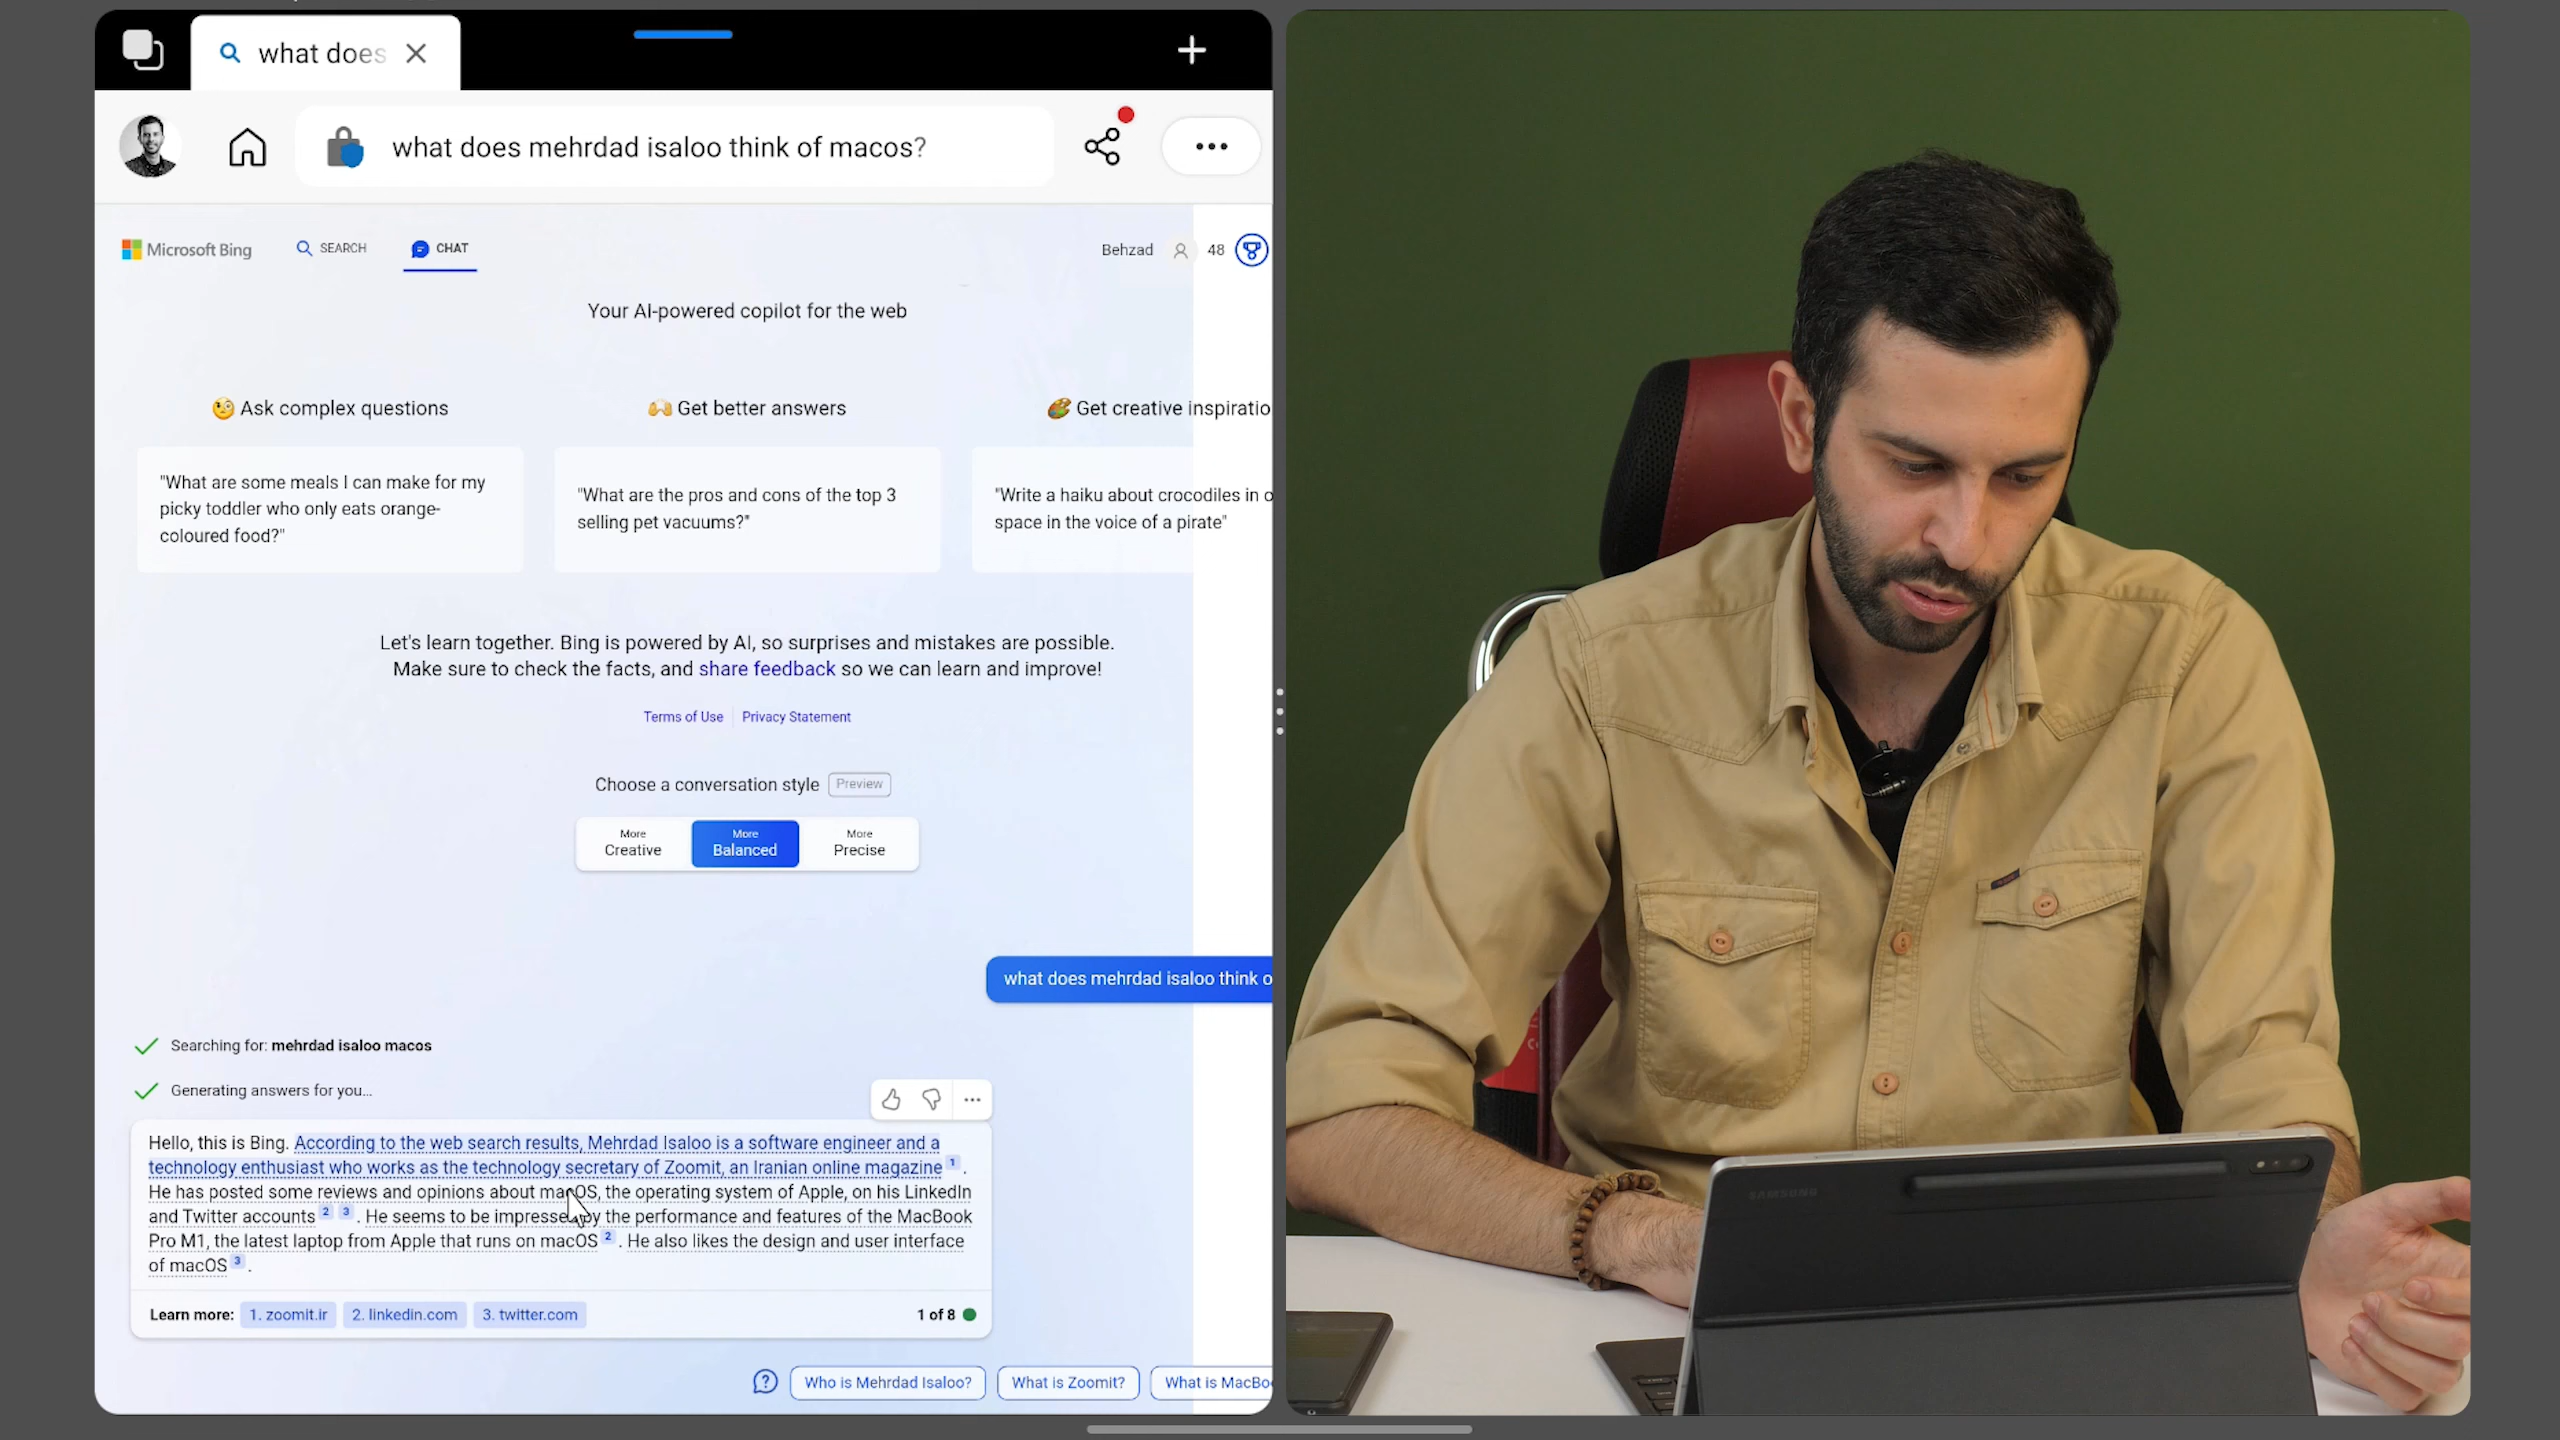 what does
what does mehrdad isaloo think of macos?
Microsoft Bing
SEARCH
CHAT
Behzad
48
Your AI-powered copilot for the web
Ask complex questions
Get better answers
Get creative inspiratio
"What are some meals I can make for my
picky toddler who only eats orange-
coloured food?"
"What are the pros and cons of the top 3
selling pet vacuums?"
"Write a haiku about crocodiles in o
space in the voice of a pirate"
Let's learn together. Bing is powered by AI, so surprises and mistakes are possible.
Make sure to check the facts, and share feedback so we can learn and improve!
Terms of Use
Privacy Statement
Choose a conversation style Preview
More
Creative
More
Balanced
More
Precise
what does mehrdad isaloo think o
Searching for: mehrdad isaloo macos
Generating answers for you...
Hello, this is Bing. According to the web search results, Mehrdad Isaloo is a software engineer and a
technology enthusiast who works as the technology secretary of Zoomit, an Iranian online magazine 1 .
He has posted some reviews and opinions about macOS, the operating system of Apple, on his LinkedIn
and Twitter accounts 2 3 . He seems to be impressed by the performance and features of the MacBook
Pro M1, the latest laptop from Apple that runs on macOS 2 . He also likes the design and user interface
of macOS 3 .
Learn more: 1. zoomit.ir 2. linkedin.com 3. twitter.com
1 of 8
Who is Mehrdad Isaloo?
What is Zoomit?
What is MacBo
SAMSUNG